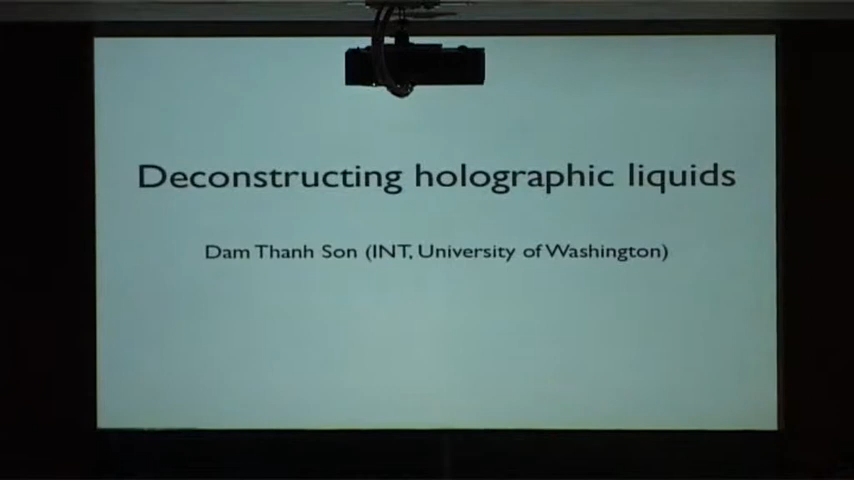 Deconstructing holographic liquids
Dam Thanh Son (INT, University of Washington)